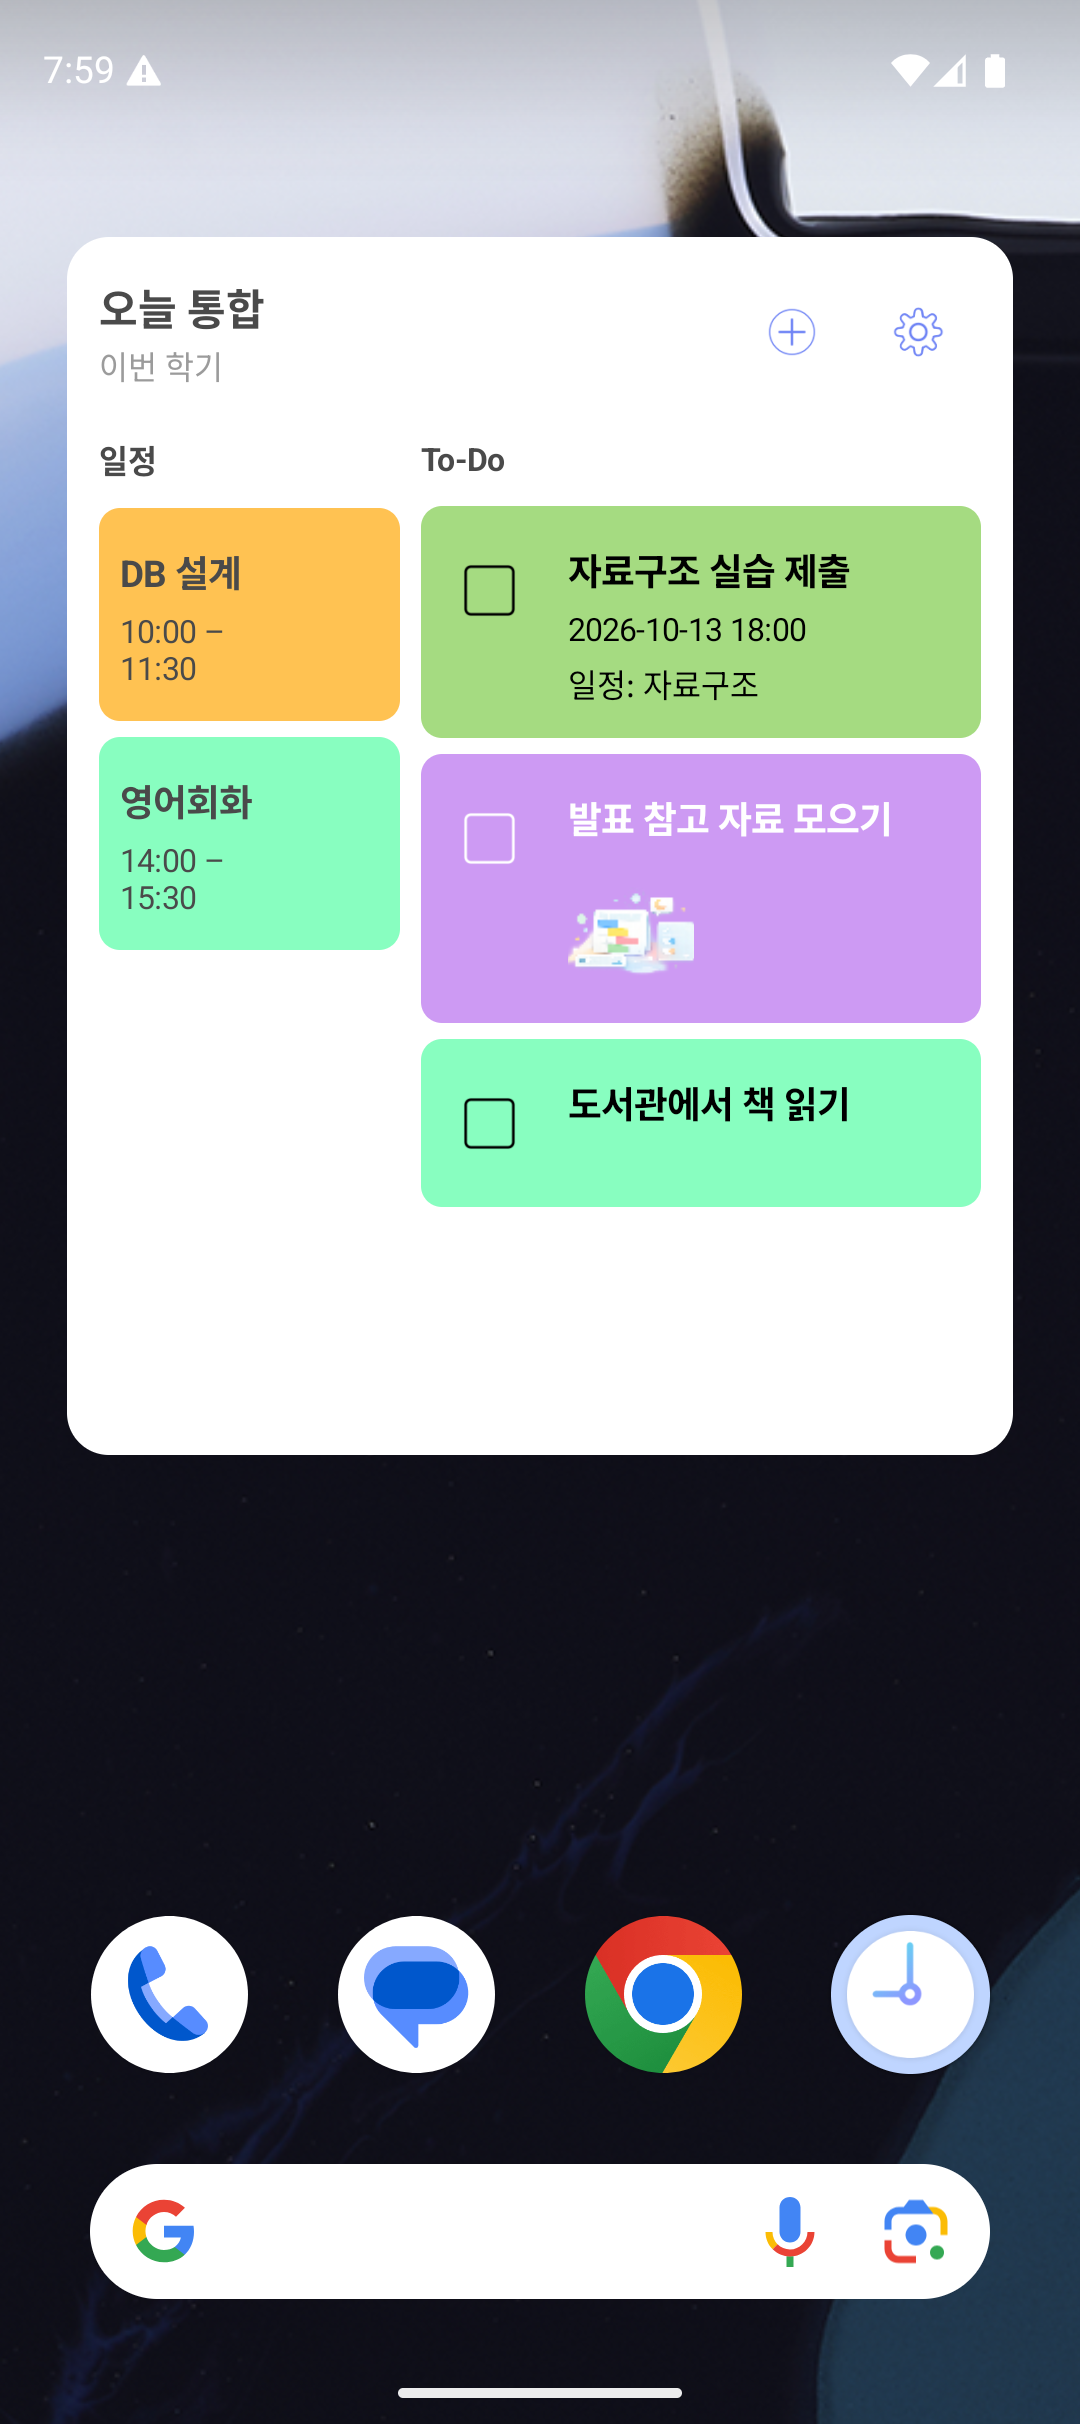 7:59
오늘 통합
이번 학기
일정
DB 설계
10:00 –
11:30
영어회화
14:00 –
15:30
To-Do
자료구조 실습 제출
2026-10-13 18:00
일정: 자료구조
발표 참고 자료 모으기
도서관에서 책 읽기